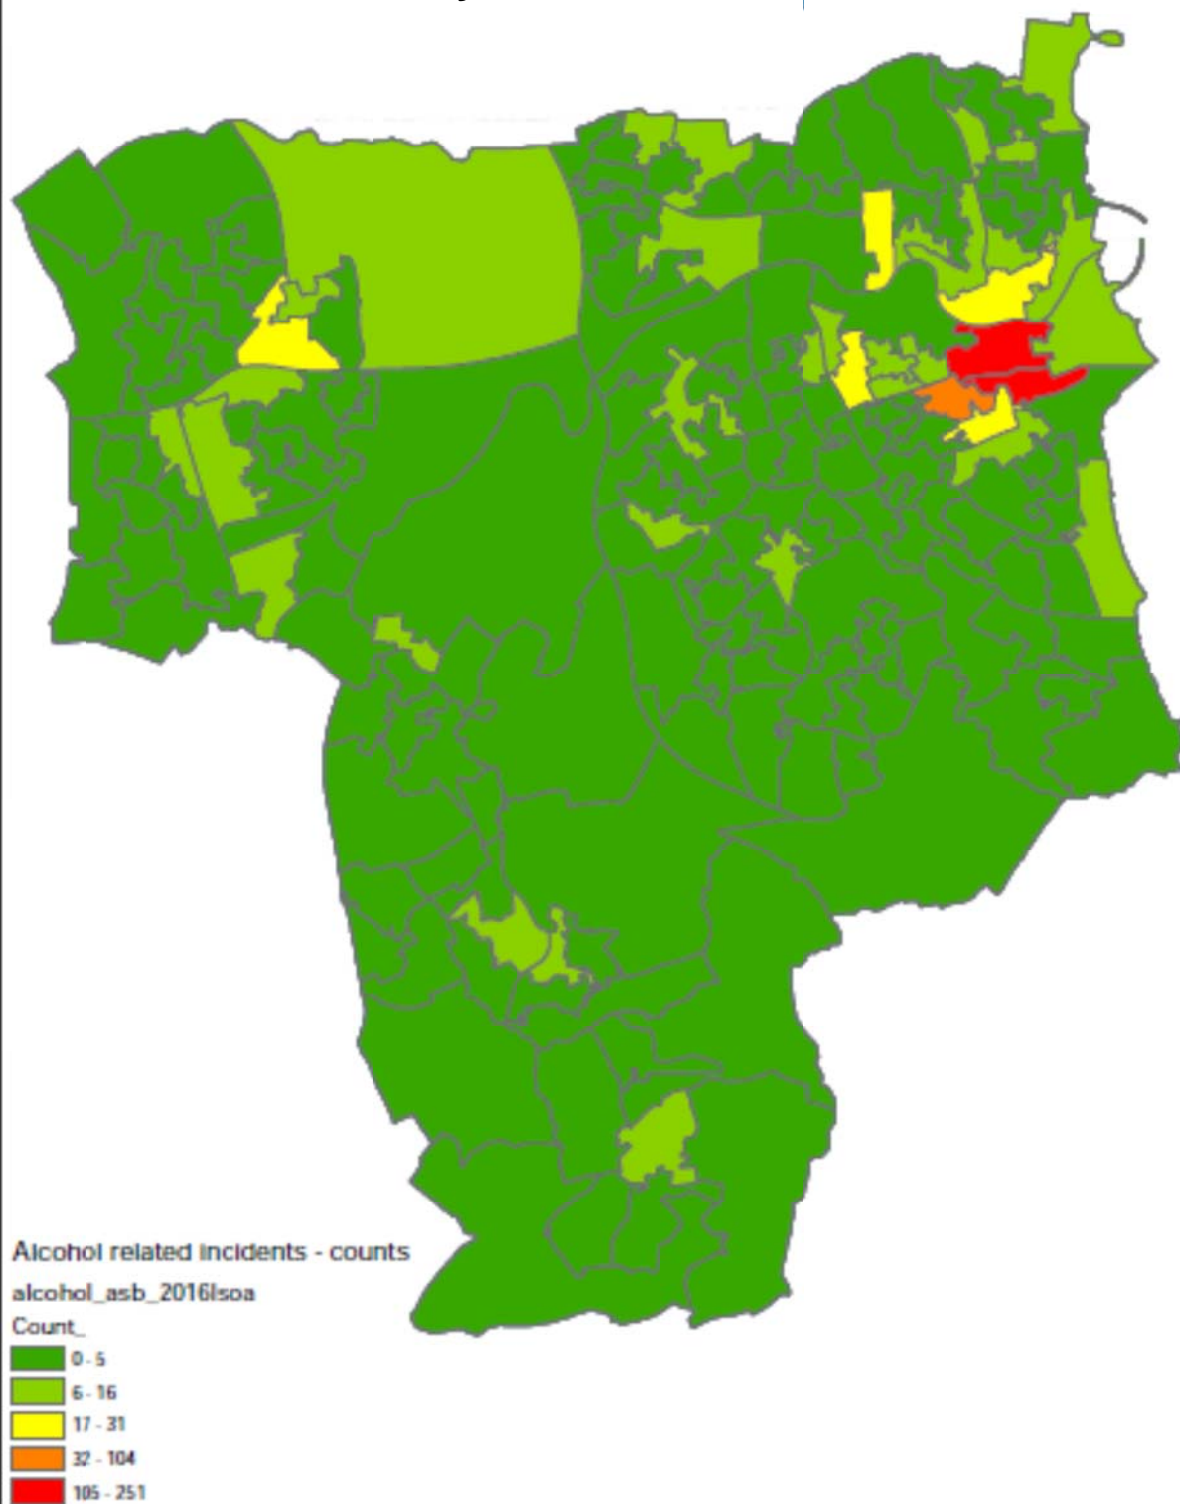 Alcohol related incidents - counts
alcohol_asb_2016lsoa
Count_
0 - 5
6 - 16
17 - 31
32 - 104
105 - 251